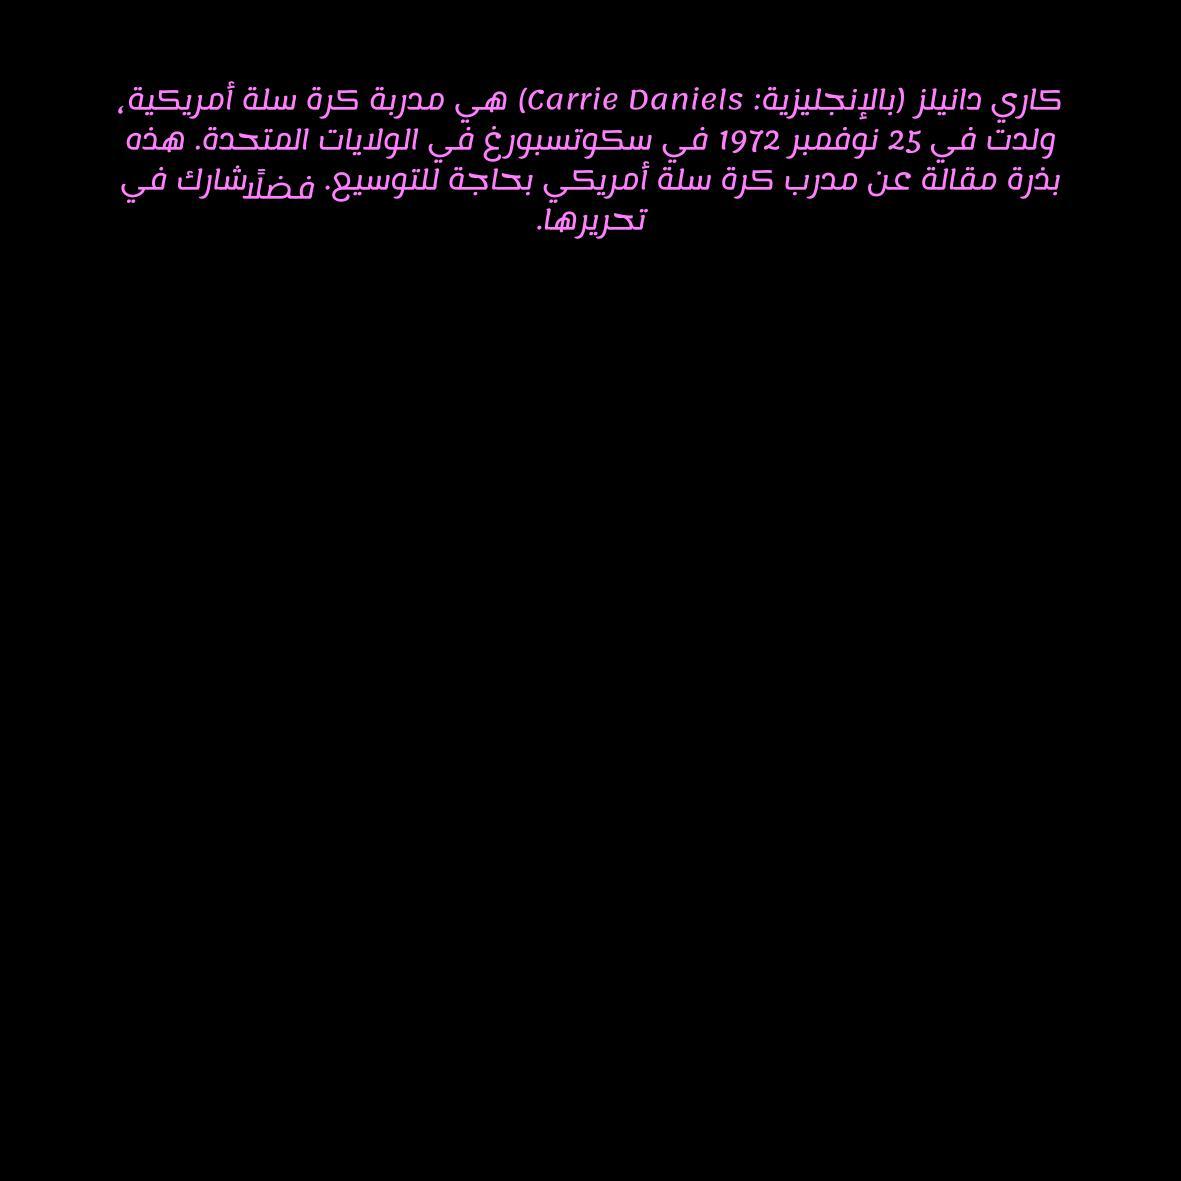 كاري دانيلز (بالإنجليزية: Carrie Daniels) هي مدربة كرة سلة أمريكية،
ولدت في 25 نوفمبر 1972 في سكوتسبورغ في الولايات المتحدة. هذه
بذرة مقالة عن مدرب كرة سلة أمريكي بحاجة للتوسيع. فضلًا شارك في
تحريرها.